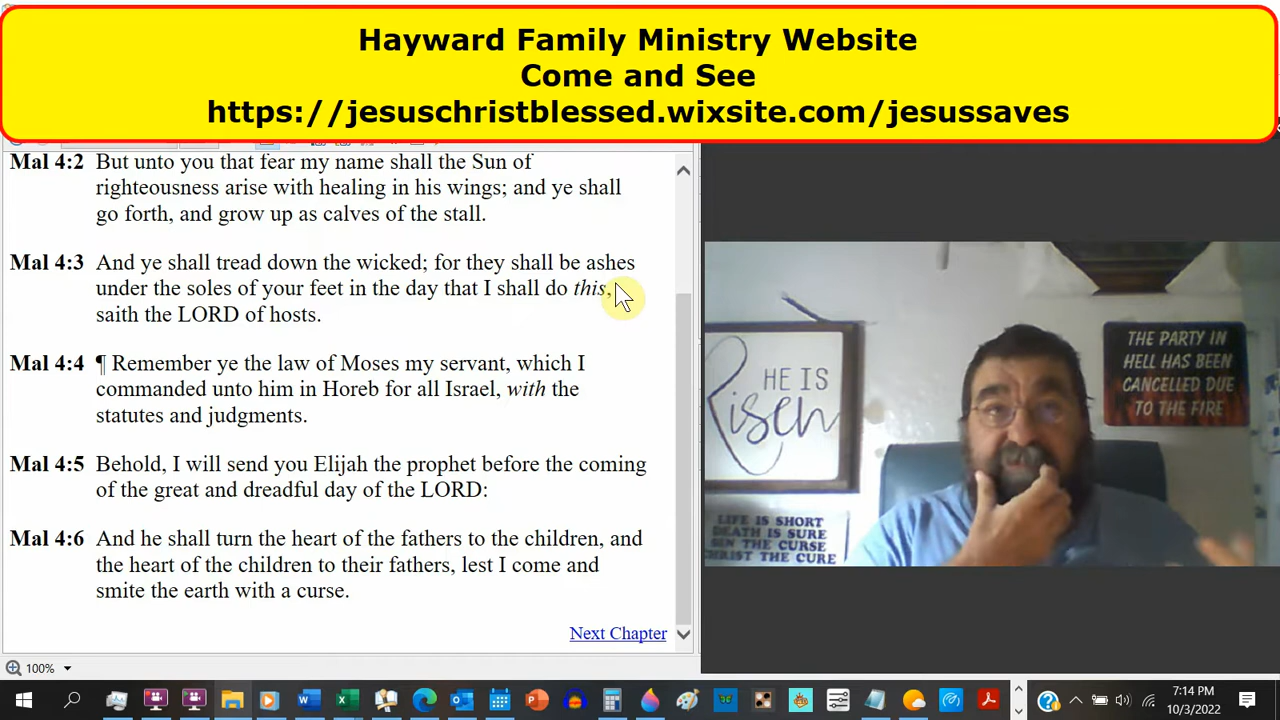 Hayward Family Ministry Website
Come and See
https://jesuschristblessed.wixsite.com/jesussaves
Mal 4:2 But unto you that fear my name shall the Sun of
righteousness arise with healing in his wings; and ye shall
go forth, and grow up as calves of the stall.
Mal 4:3 And ye shall tread down the wicked; for they shall be ashes
under the soles of your feet in the day that I shall do this,
saith the LORD of hosts.
Mal 4:4 ¶ Remember ye the law of Moses my servant, which I
commanded unto him in Horeb for all Israel, with the
statutes and judgments.
Mal 4:5 Behold, I will send you Elijah the prophet before the coming
of the great and dreadful day of the LORD:
Mal 4:6 And he shall turn the heart of the fathers to the children, and
the heart of the children to their fathers, lest I come and
smite the earth with a curse.
Next Chapter
100%
HE IS
Risen
THE PARTY IN
HELL HAS BEEN
CANCELLED DUE
TO THE FIRE
LIFE IS SHORT
DEATH IS SURE
SIN THE CURSE
CHRIST THE CURE
7:14 PM
10/3/2022